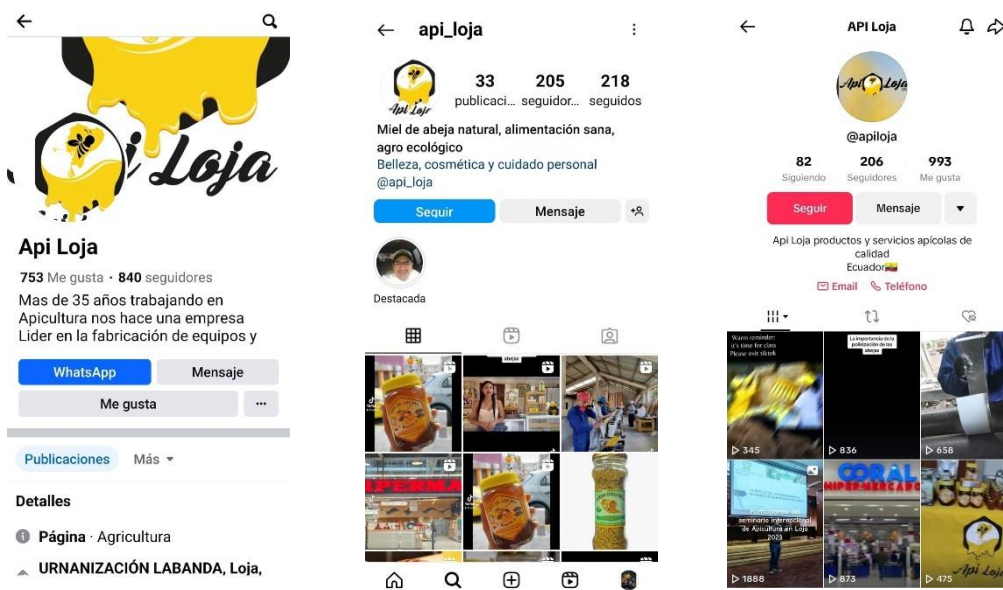 Loja
Api Loja
753 Me gusta · 840 seguidores
Mas de 35 años trabajando en
Apicultura nos hace una empresa
Lider en la fabricación de equipos y
WhatsApp
Mensaje
Me gusta
Publicaciones
Más
Detalles
Página · Agricultura
URNANIZACIÓN LABANDA, Loja,
api_loja
Api Loja
33
205
218
publicaci... seguidor... seguidos
Miel de abeja natural, alimentación sana,
agro ecológico
Belleza, cosmética y cuidado personal
@api_loja
Seguir
Mensaje
Destacada
abejas
API Loja
Api Loja
@apiloja
82
206
993
Siguiendo
Seguidores
Me gusta
Seguir
Mensaje
Api Loja productos y servicios apícolas de
calidad
Ecuador
Email
Teléfono
Warm reminder:
it's time for class
Please exit tiktok
345
La importancia de la
polinización de las
abejas
836
658
Participamos del
seminario internacional
de Apicultura en Loja
2023
1888
CORAL
HIPERMERCADO
873
Api Loja
475